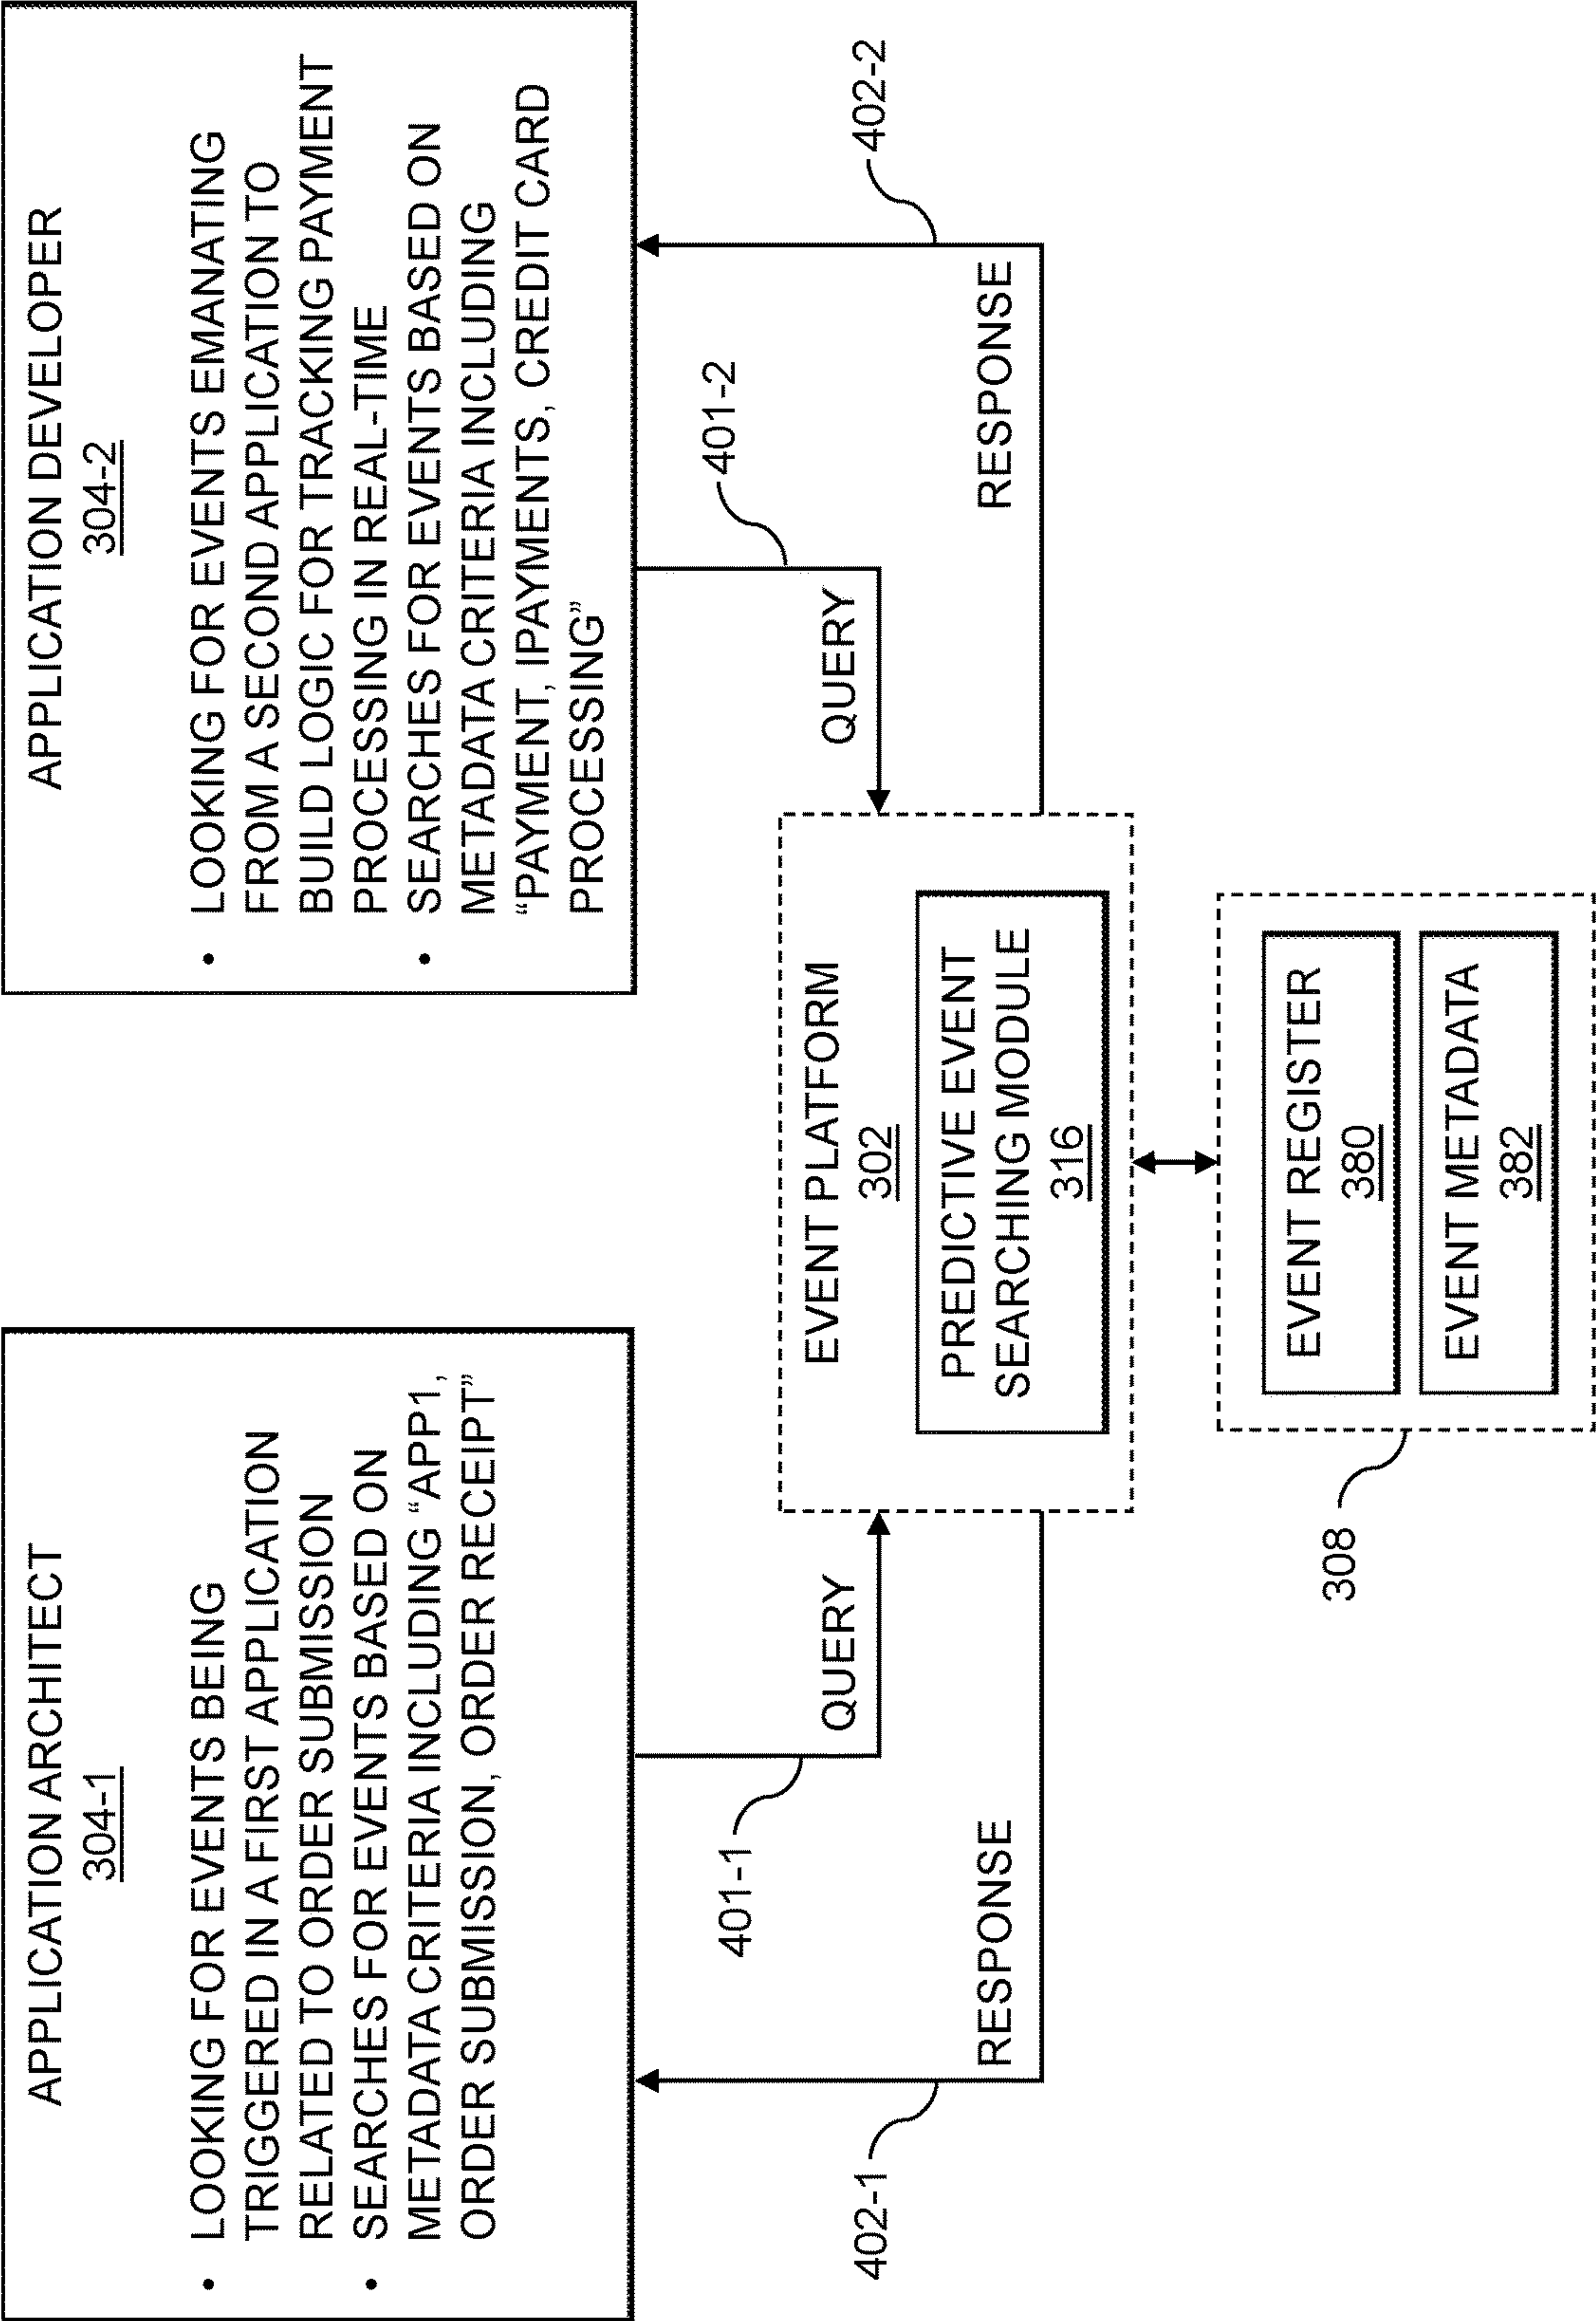 APPLICATION ARCHITECT
304-1
• LOOKING FOR EVENTS BEING
TRIGGERED IN A FIRST APPLICATION
RELATED TO ORDER SUBMISSION
• SEARCHES FOR EVENTS BASED ON
METADATA CRITERIA INCLUDING “APP1,
ORDER SUBMISSION, ORDER RECEIPT”
APPLICATION DEVELOPER
304-2
• LOOKING FOR EVENTS EMANATING
FROM A SECOND APPLICATION TO
BUILD LOGIC FOR TRACKING PAYMENT
PROCESSING IN REAL-TIME
• SEARCHES FOR EVENTS BASED ON
METADATA CRITERIA INCLUDING
“PAYMENT, IPAYMENTS, CREDIT CARD
PROCESSING”
401-1
QUERY
402-1
RESPONSE
EVENT PLATFORM
302
PREDICTIVE EVENT
SEARCHING MODULE
316
QUERY
401-2
RESPONSE
402-2
308
EVENT REGISTER
380
EVENT METADATA
382